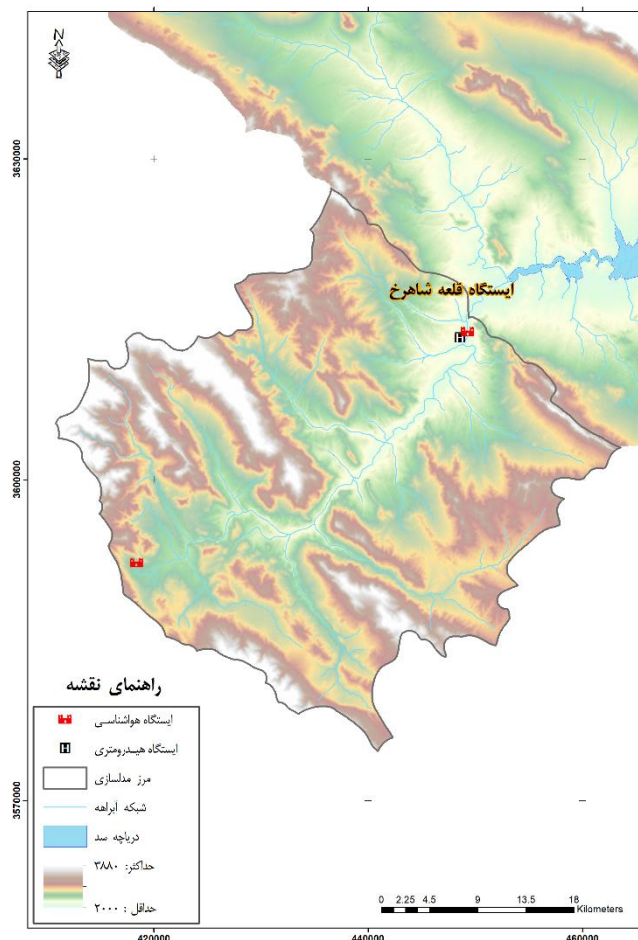 N
3630000
ایستگاه قلعه شاهرخ
3600000
راهنمای نقشه
ایستگاه هواشناسی
ایستگاه هیدرومتری
مرز مدلسازی
شبکه آبراهه
دریاچه سد
حداکثر: ۳۸۸۰
حداقل : ۲۰۰۰
3570000
0 2.25 4.5 9 13.5 18
Kilometers
420000 440000 460000